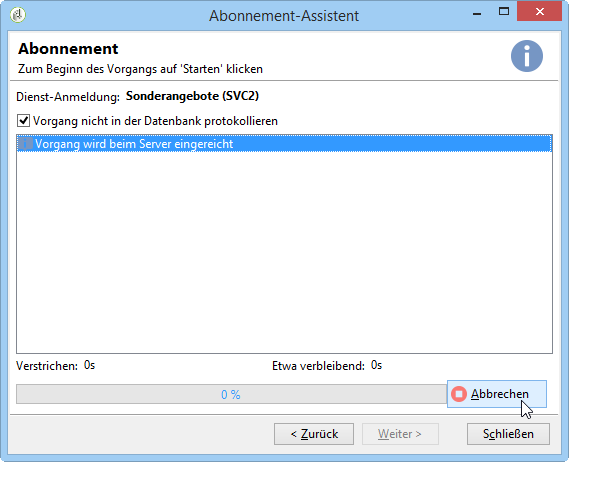 Abonnement-Assistent
Abonnement
Zum Beginn des Vorgangs auf 'Starten' klicken
Dienst-Anmeldung: Sonderangebote (SVC2)
Vorgang nicht in der Datenbank protokollieren
Vorgang wird beim Server eingereicht
Verstrichen: 0s Etwa verbleibend: 0s
0 % Abbrechen
< Zurück Weiter > Schließen